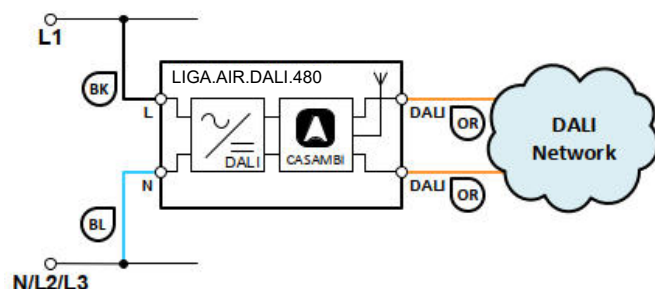 L1
BK
LIGA.AIR.DALI.480
L
DALI
CASAMBI
N
DALI
OR
DALI
OR
DALI
Network
BL
N/L2/L3